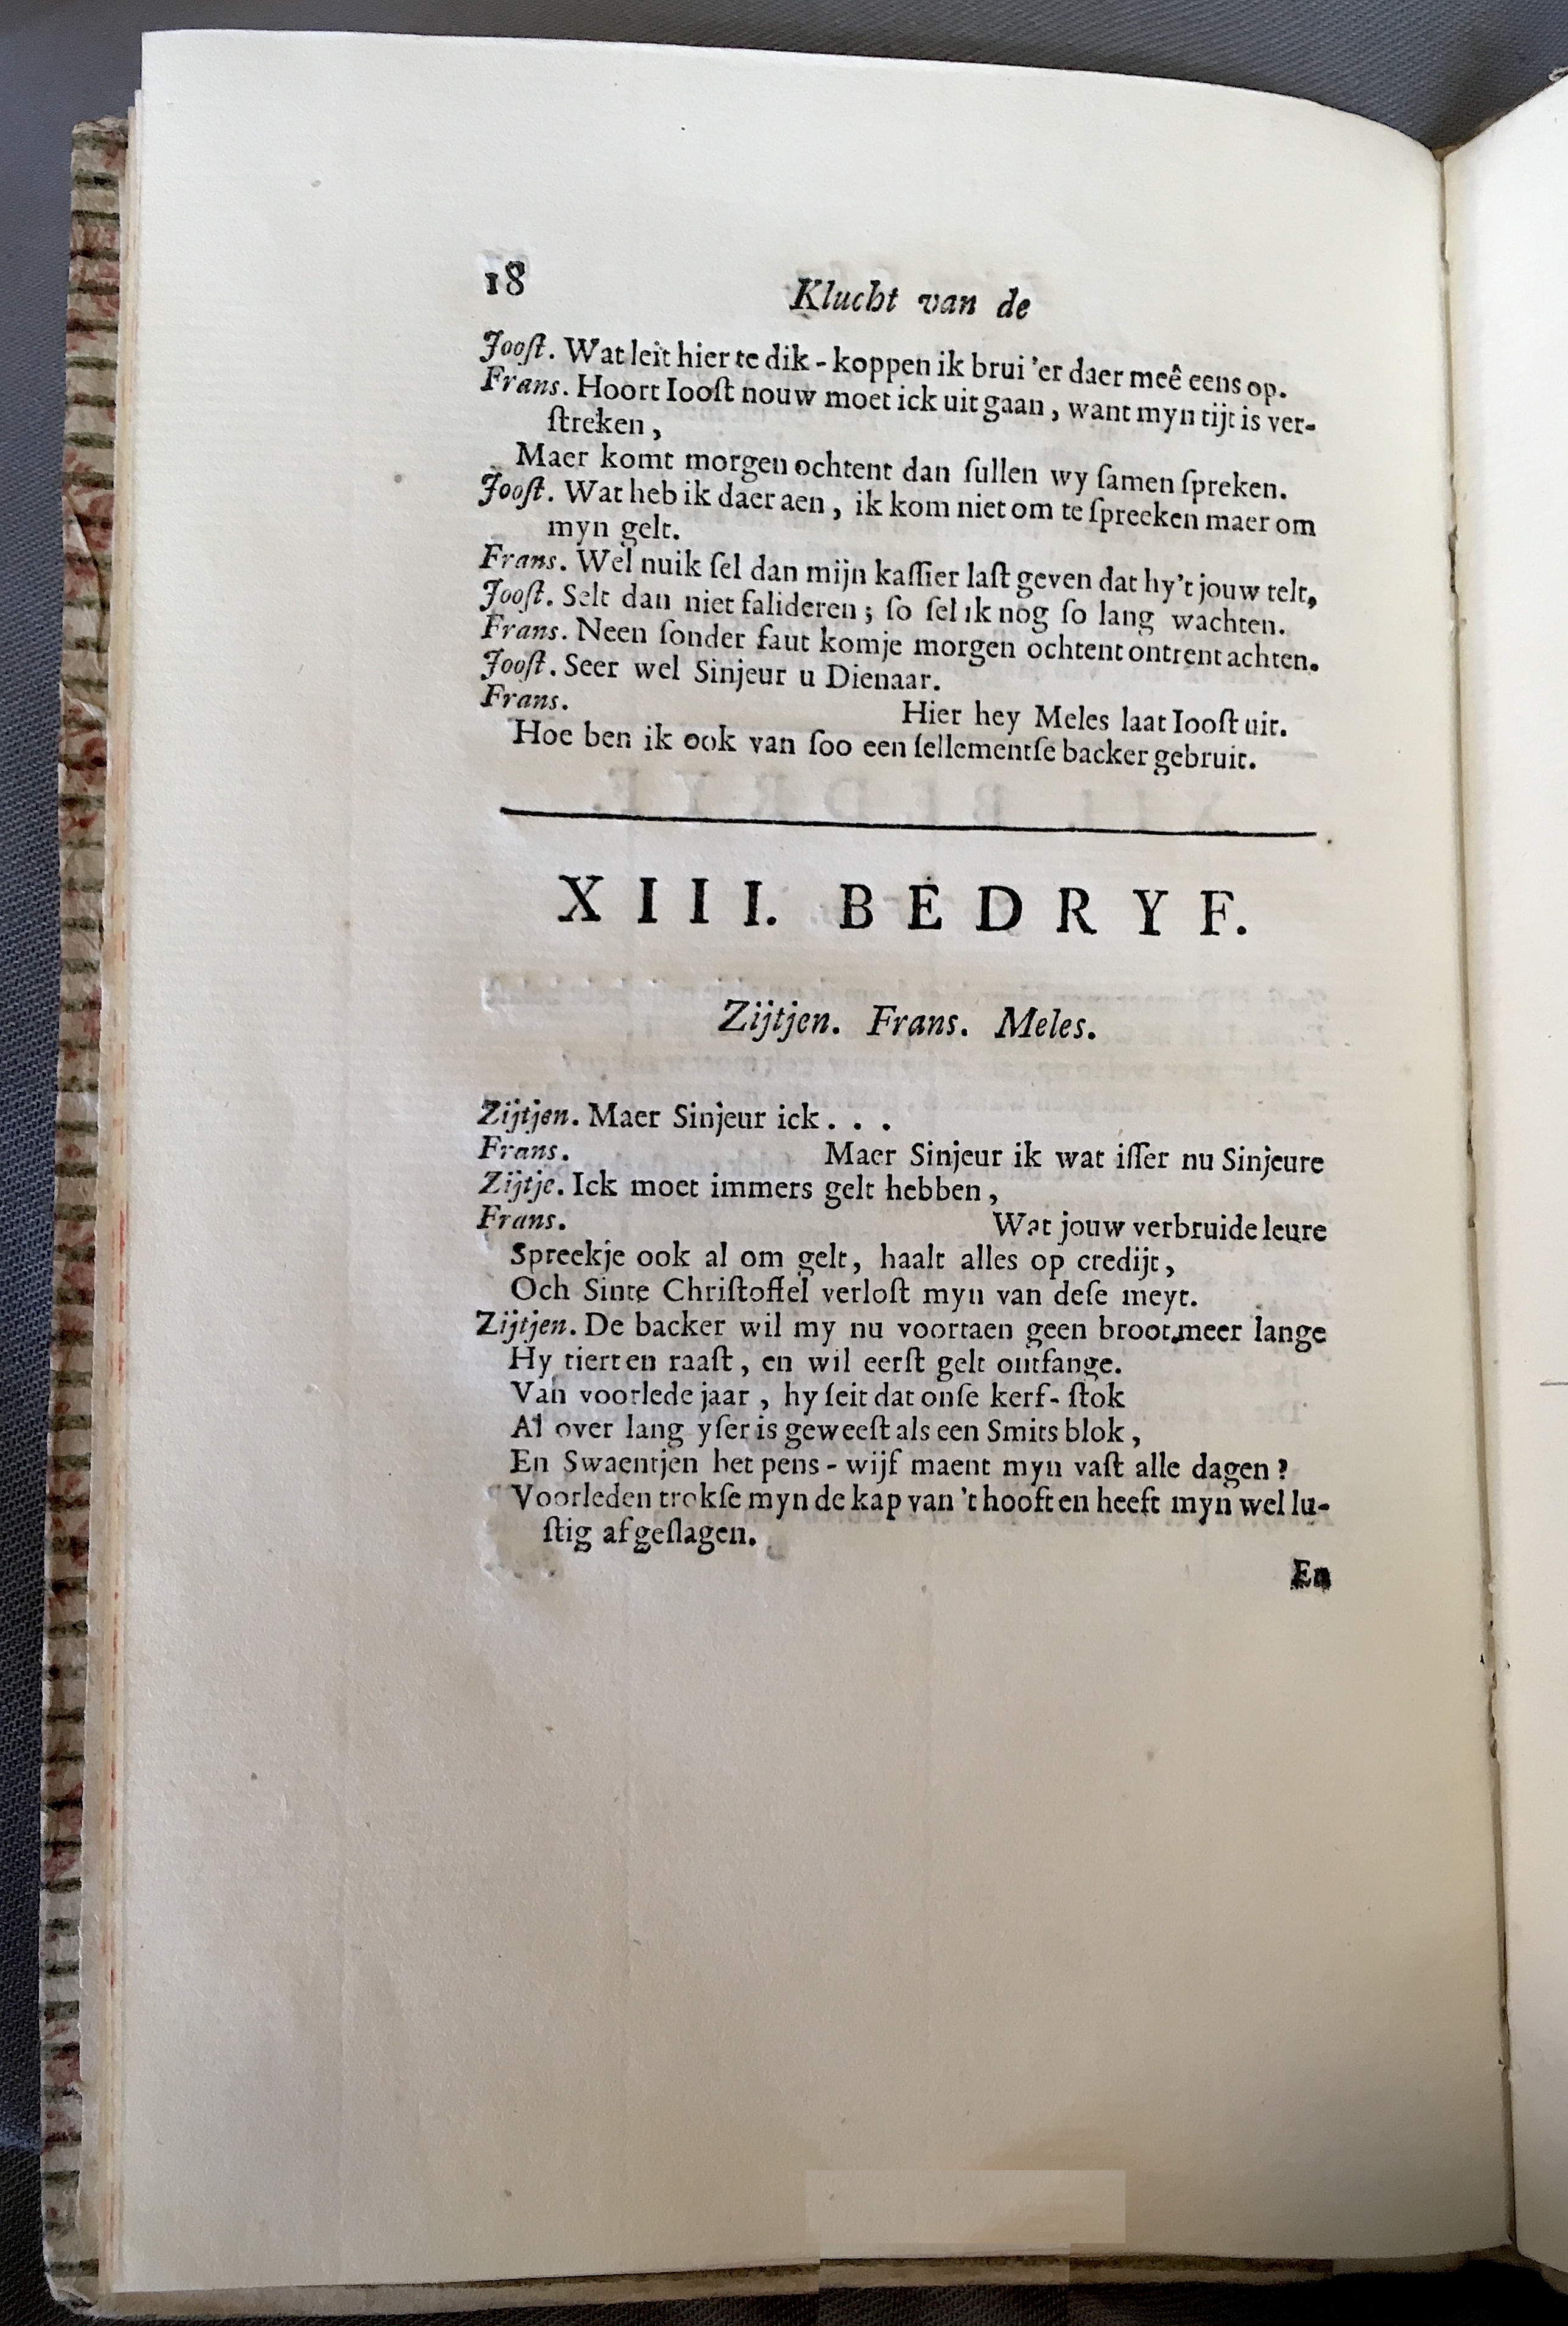 18 Klucht van de
Jooſt. Wat leit hier te dik-koppen ik brui 'er daer meê eens op.
Frans. Hoort Iooſt nouw moet ick uit gaan, want myn tijt is ver-
ſtreken,
Maer komt morgen ochtent dan ſullen wy ſamen ſpreken.
Jooſt. Wat heb ik daer aen, ik kom niet om te ſpreeken maer om
myn gelt.
Frans. Wel nu ik ſel dan mijn kaſſier laſt geven dat hy't jouw telt,
Jooſt. Selt dan niet falideren; ſo ſel ik nog ſo lang wachten.
Frans. Neen ſonder faut komje morgen ochtent ontrent achten.
Jooſt. Seer wel Sinjeur u Dienaar.
Frans. Hier hey Meles laat Iooſt uit.
Hoe ben ik ook van ſoo een ſellementſe backer gebruit.
XIII. BEDRYF.
Zijtjen. Frans. Meles.
Zijtjen. Maer Sinjeur ick...
Frans. Maer Sinjeur ik wat iſſer nu Sinjeure
Zijtje. Ick moet immers gelt hebben,
Frans. Wat jouw verbruide leure
Spreekje ook al om gelt, haalt alles op credijt,
Och Sinte Chriſtoffel verloſt myn van deſe meyt.
Zijtjen. De backer wil my nu voortaen geen broot meer lange
Hy tiert en raaſt, en wil eerſt gelt ontfange.
Van voorlede jaar, hy ſeit dat onſe kerf-ſtok
Al over lang yſer is geweeſt als een Smits blok,
En Swaentjen het pens-wijf maent myn vaſt alle dagen?
Voorleden trokſe myn de kap van 't hooft en heeft myn wel lu-
ſtig afgeſlagen.
En